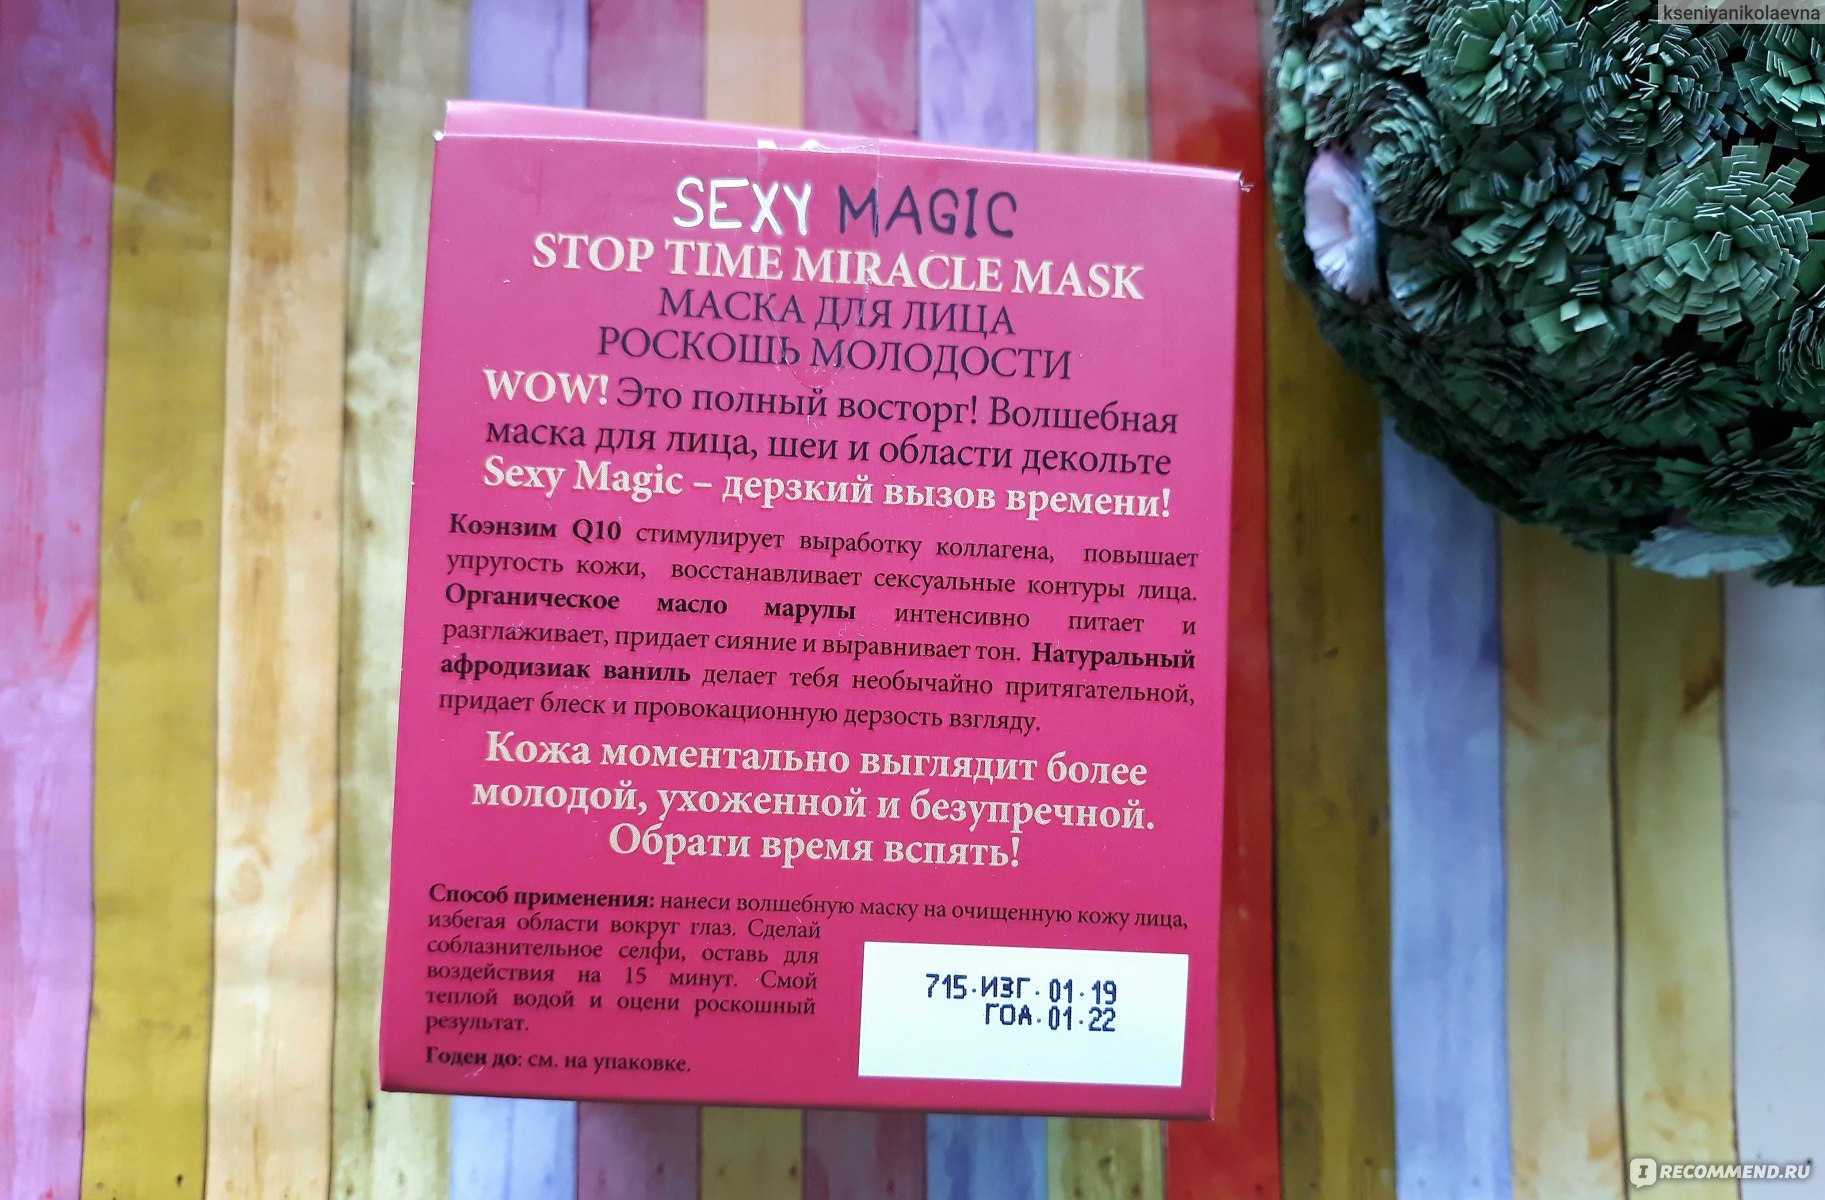 kseniyanikolaevna
SEXY MAGIC
STOP TIME MIRACLE MASK
МАСКА ДЛЯ ЛИЦА
РОСКОШЬ МОЛОДОСТИ
WOW! Это полный восторг! Волшебная
маска для лица, шеи и области декольте
Sexy Magic – дерзкий вызов времени!
Коэнзим Q10 стимулирует выработку коллагена, повышает
упругость кожи, восстанавливает сексуальные контуры лица.
Органическое масло марулы интенсивно питает и
разглаживает, придает сияние и выравнивает тон. Натуральный
афродизиак ваниль делает тебя необычайно притягательной,
придает блеск и провокационную дерзость взгляду.
Кожа моментально выглядит более
молодой, ухоженной и безупречной.
Обрати время вспять!
Способ применения: нанеси волшебную маску на очищенную кожу лица,
избегая области вокруг глаз. Сделай
соблазнительное селфи, оставь для
воздействия на 15 минут. Смой
теплой водой и оцени роскошный
результат.
Годен до: см. на упаковке.
715·ИЗГ·01·19
ГОД·01·22
IRECOMMEND.RU